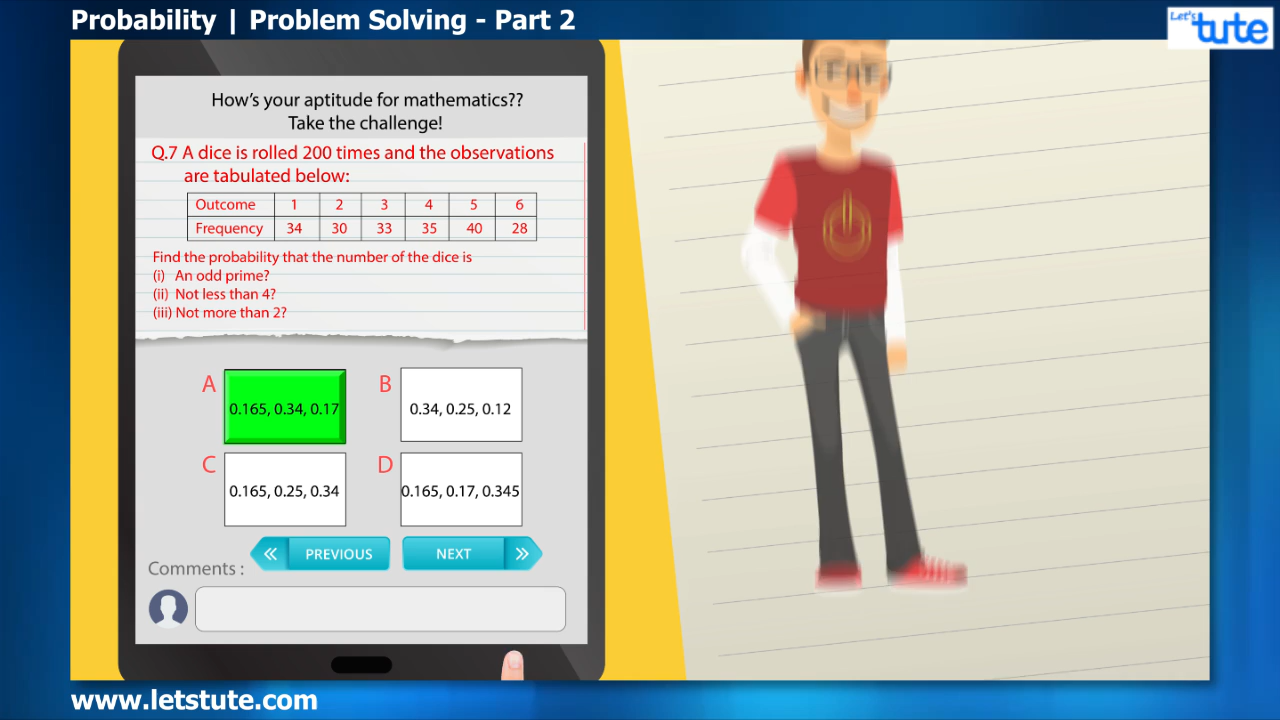 Probability | Problem Solving - Part 2
Let's
tute
How's your aptitude for mathematics??
Take the challenge!
Q.7 A dice is rolled 200 times and the observations
are tabulated below:
Outcome 1 2 3 4 5 6
Frequency 34 30 33 35 40 28
Find the probability that the number of the dice is
(i) An odd prime?
(ii) Not less than 4?
(iii) Not more than 2?
A 0.165, 0.34, 0.17
B 0.34, 0.25, 0.12
C 0.165, 0.25, 0.34
D 0.165, 0.17, 0.345
PREVIOUS NEXT
Comments :
www.letstute.com